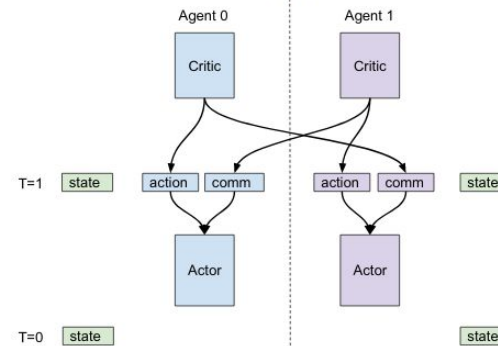 Agent 0 Agent 1
Critic Critic
T=1 state action comm action comm state
Actor Actor
T=0 state state